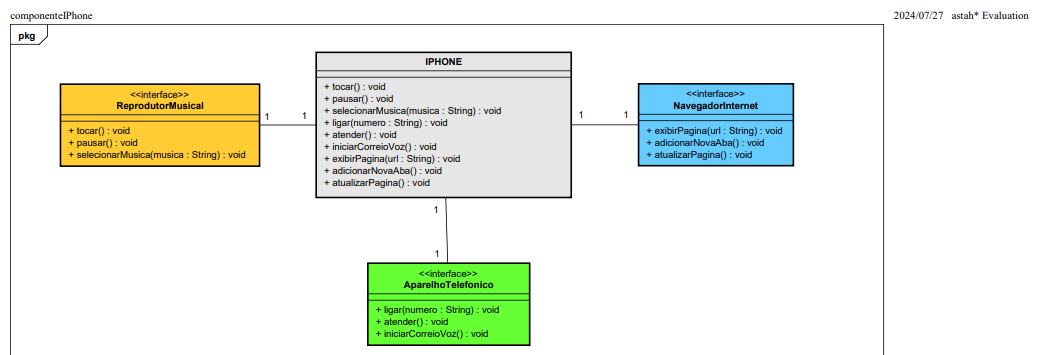 componenteIPhone
2024/07/27 astah* Evaluation
pkg
IPHONE
+ tocar() : void
+ pausar() : void
+ selecionarMusica(musica : String) : void
+ ligar(numero : String) : void
+ atender() : void
+ iniciarCorreioVoz() : void
+ exibirPagina(url : String) : void
+ adicionarNovaAba() : void
+ atualizarPagina() : void
<<interface>>
ReprodutorMusical
+ tocar() : void
+ pausar() : void
+ selecionarMusica(musica : String) : void
1 1
<<interface>>
NavegadorInternet
+ exibirPagina(url : String) : void
+ adicionarNovaAba() : void
+ atualizarPagina() : void
1 1
1
1
<<interface>>
AparelhoTelefonico
+ ligar(numero : String) : void
+ atender() : void
+ iniciarCorreioVoz() : void